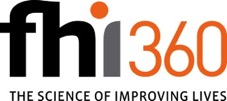 fhi360
THE SCIENCE OF IMPROVING LIVES